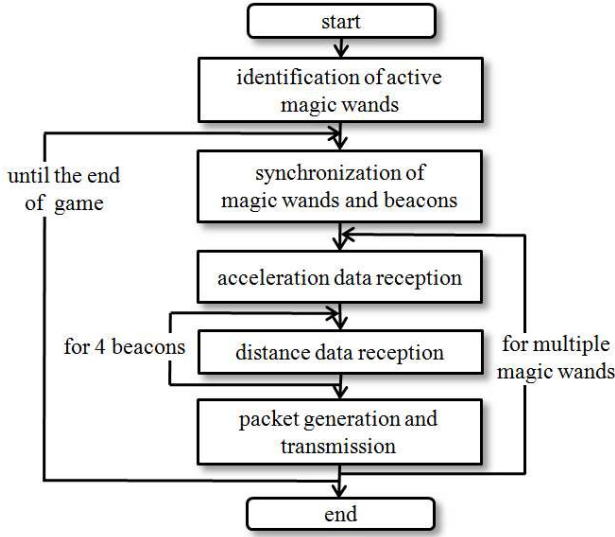 start
identification of active
magic wands
until the end
of game
synchronization of
magic wands and beacons
acceleration data reception
for 4 beacons
distance data reception
for multiple
magic wands
packet generation and
transmission
end